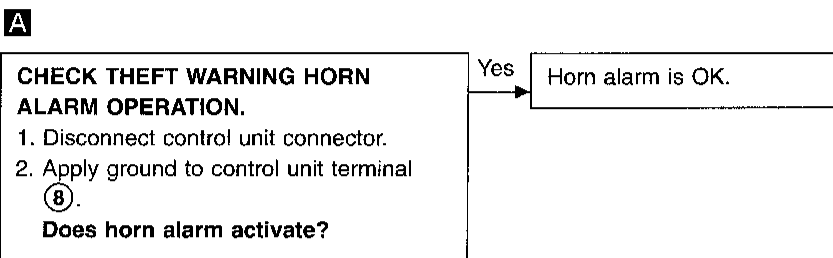 A
CHECK THEFT WARNING HORN
ALARM OPERATION.
1. Disconnect control unit connector.
2. Apply ground to control unit terminal
⑧.
Does horn alarm activate?
Yes
Horn alarm is OK.